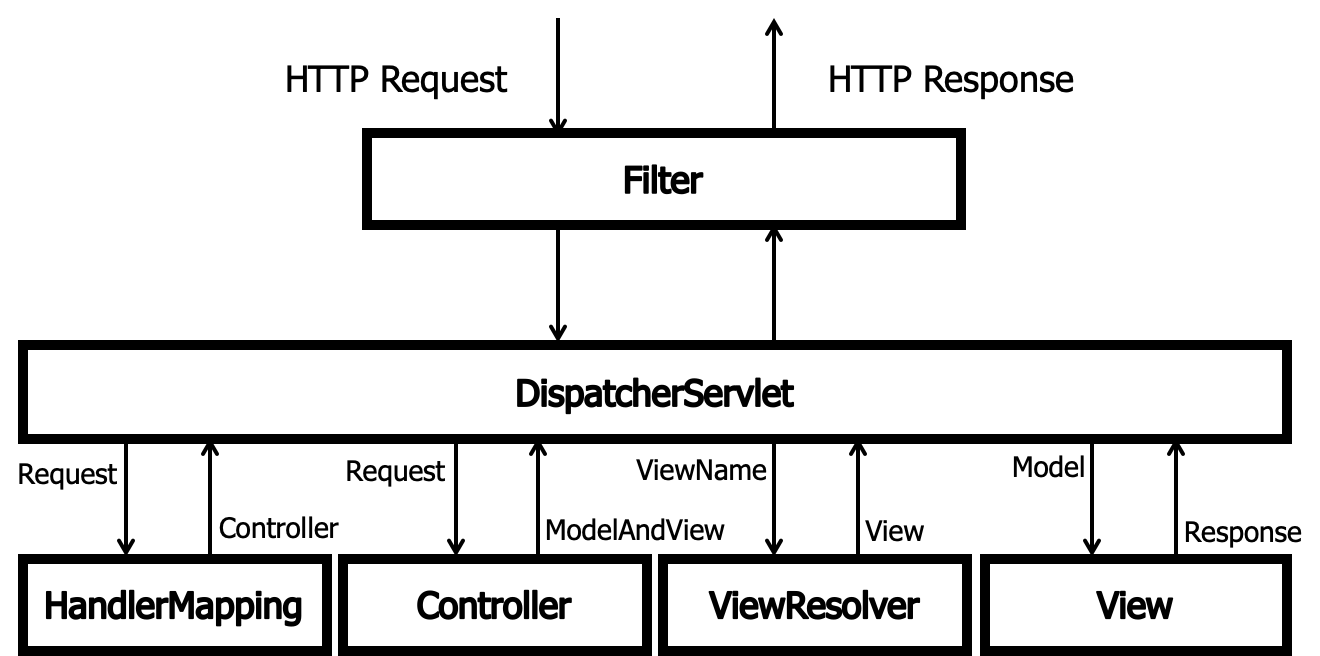 HTTP Request
HTTP Response
Filter
DispatcherServlet
Request
Controller
Request
ModelAndView
ViewName
View
Model
Response
HandlerMapping
Controller
ViewResolver
View